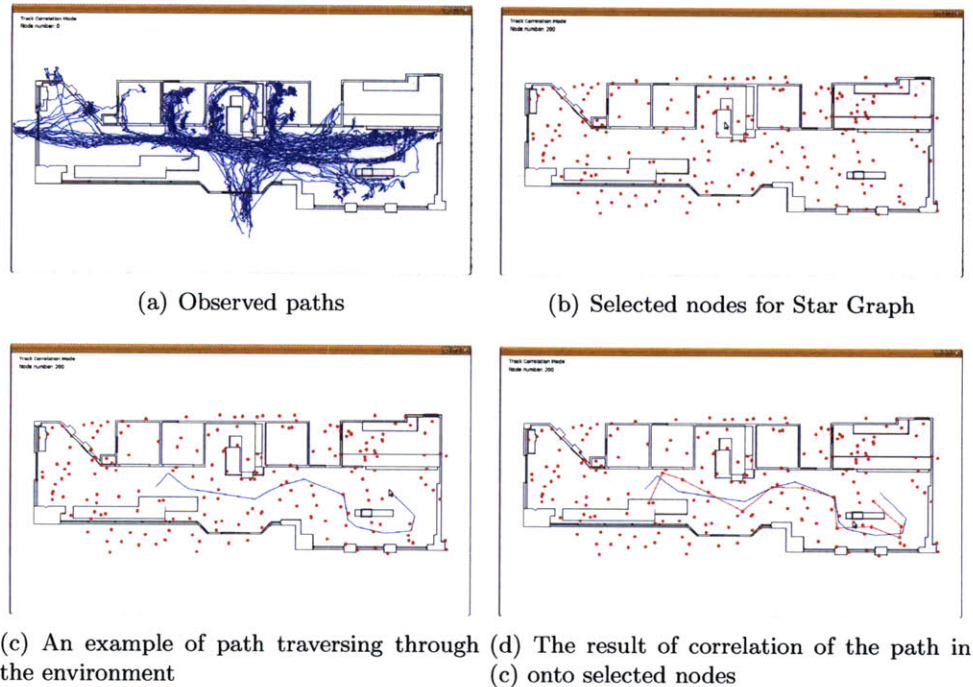 Track Correlation Mode
Node number: 0
Track Correlation Mode
Node number: 200
(a) Observed paths
(b) Selected nodes for Star Graph
Track Correlation Mode
Node number: 200
Track Correlation Mode
Node number: 200
(c) An example of path traversing through
the environment
(d) The result of correlation of the path in
(c) onto selected nodes